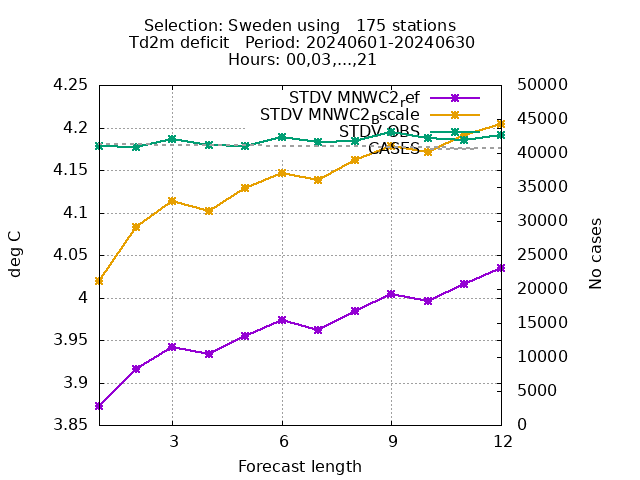 Selection: Sweden using   175 stations
Td2m deficit   Period: 20240601-20240630
Hours: 00,03,...,21
STDV MNWC2ref
STDV MNWC2Bscale
STDV OBS
CASES
4.25
4.2
4.15
4.1
4.05
4
3.95
3.9
3.85
50000
45000
40000
35000
30000
25000
20000
15000
10000
5000
0
deg C
No cases
3 6 9 12
Forecast length